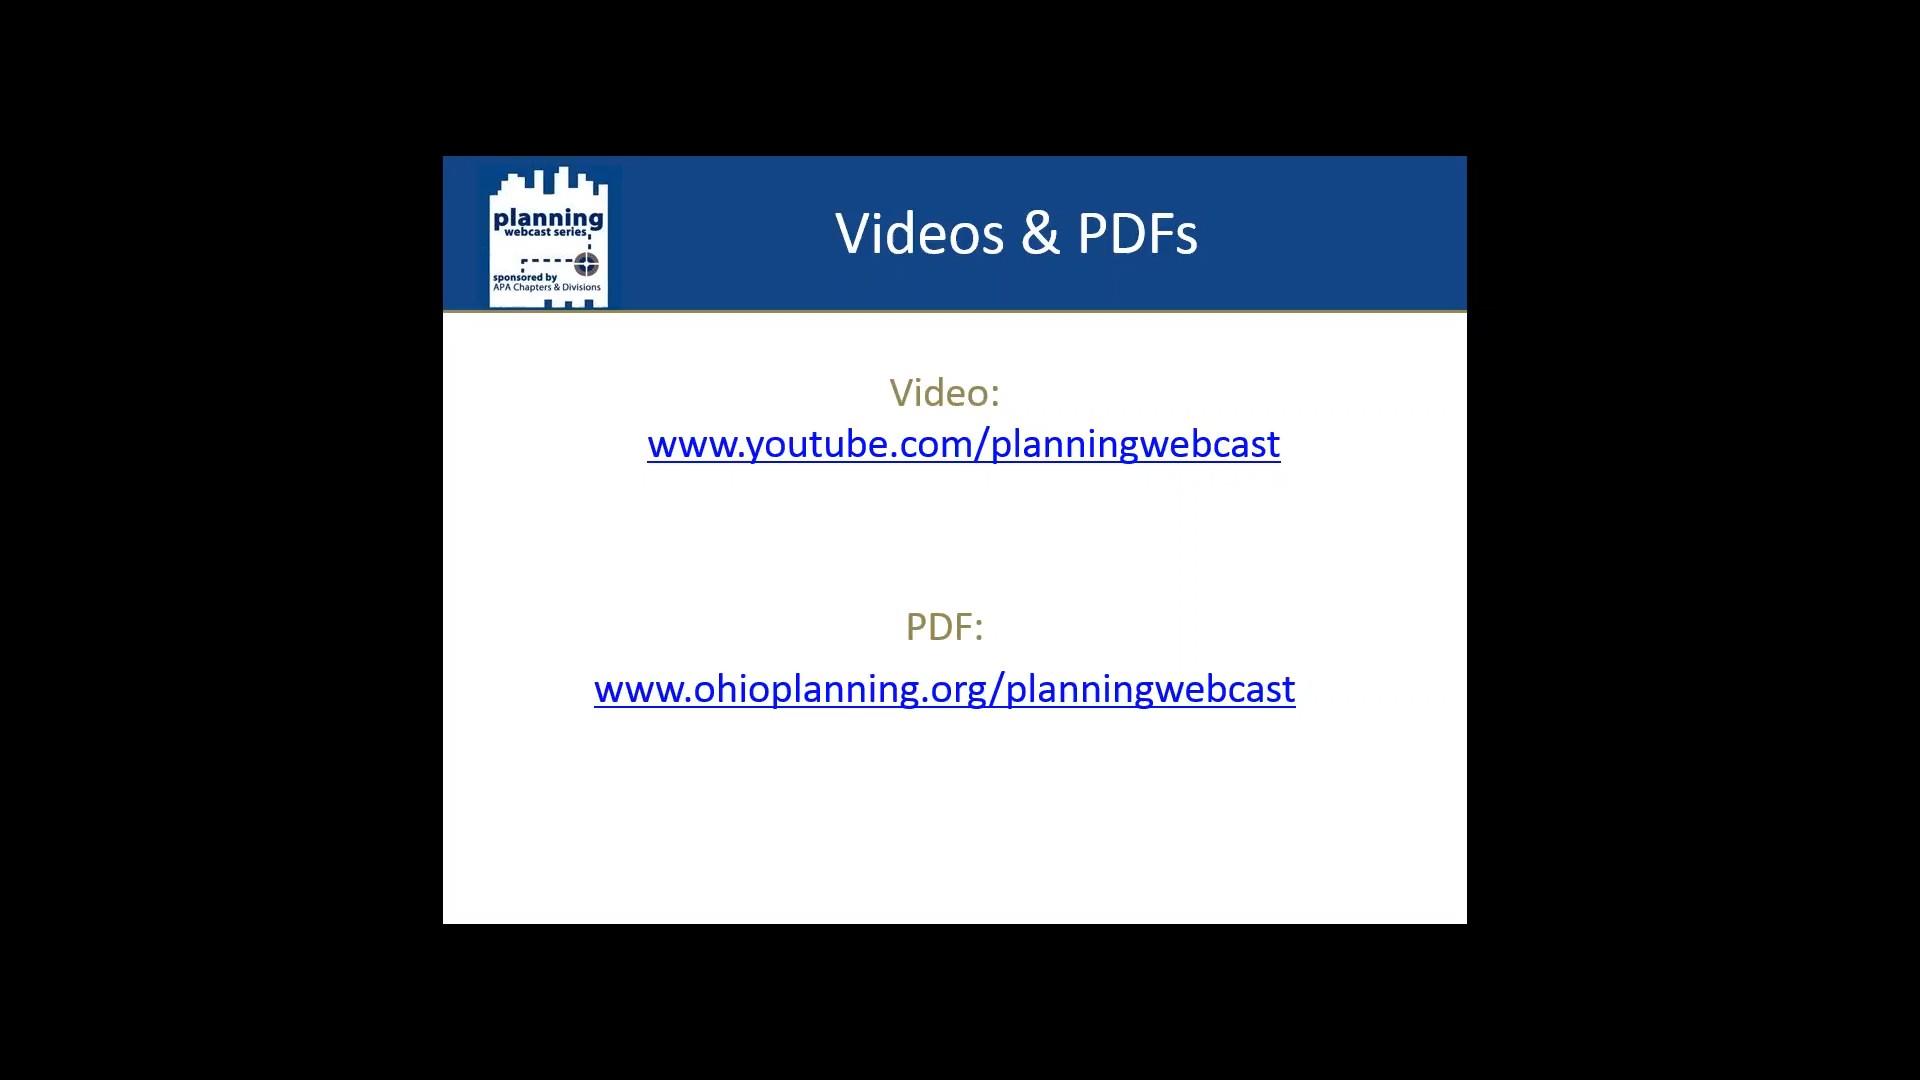 planning
webcast series
sponsored by
APA Chapters & Divisions
Videos & PDFs
Video:
www.youtube.com/planningwebcast
PDF:
www.ohioplanning.org/planningwebcast